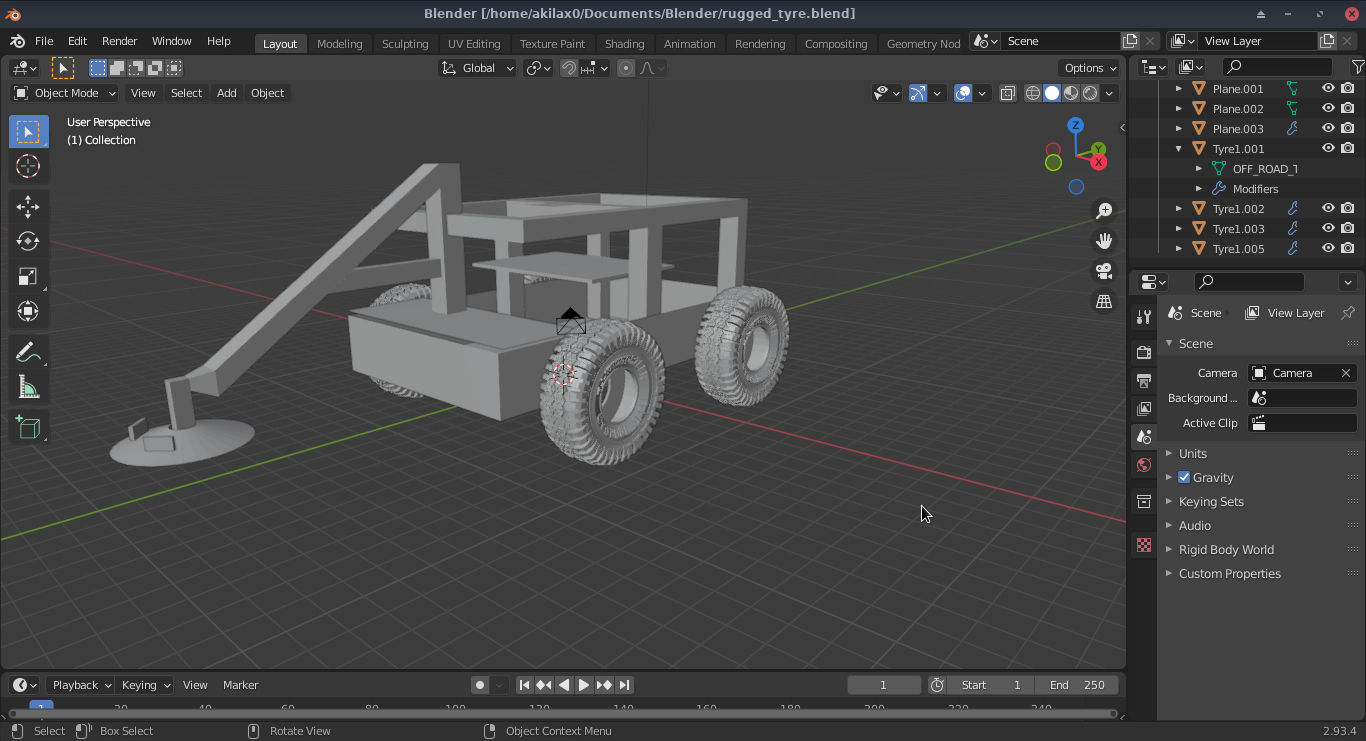 Blender [/home/akilax0/Documents/Blender/rugged_tyre.blend]
File Edit Render Window Help
Layout Modeling Sculpting UV Editing Texture Paint Shading Animation Rendering Compositing Geometry Nod
Scene
View Layer
Global
Options
Object Mode View Select Add Object
User Perspective
(1) Collection
Z
Y
X
Plane.001
Plane.002
Plane.003
Tyre1.001
OFF_ROAD_T
Modifiers
Tyre1.002
Tyre1.003
Tyre1.005
Scene View Layer
Scene
Camera Camera
Background ...
Active Clip
Units
Gravity
Keying Sets
Audio
Rigid Body World
Custom Properties
Playback Keying View Marker
1
Start 1
End 250
1 20 40 60 80 100 120 140 160 180 200 220 240
Select Box Select Rotate View Object Context Menu 2.93.4